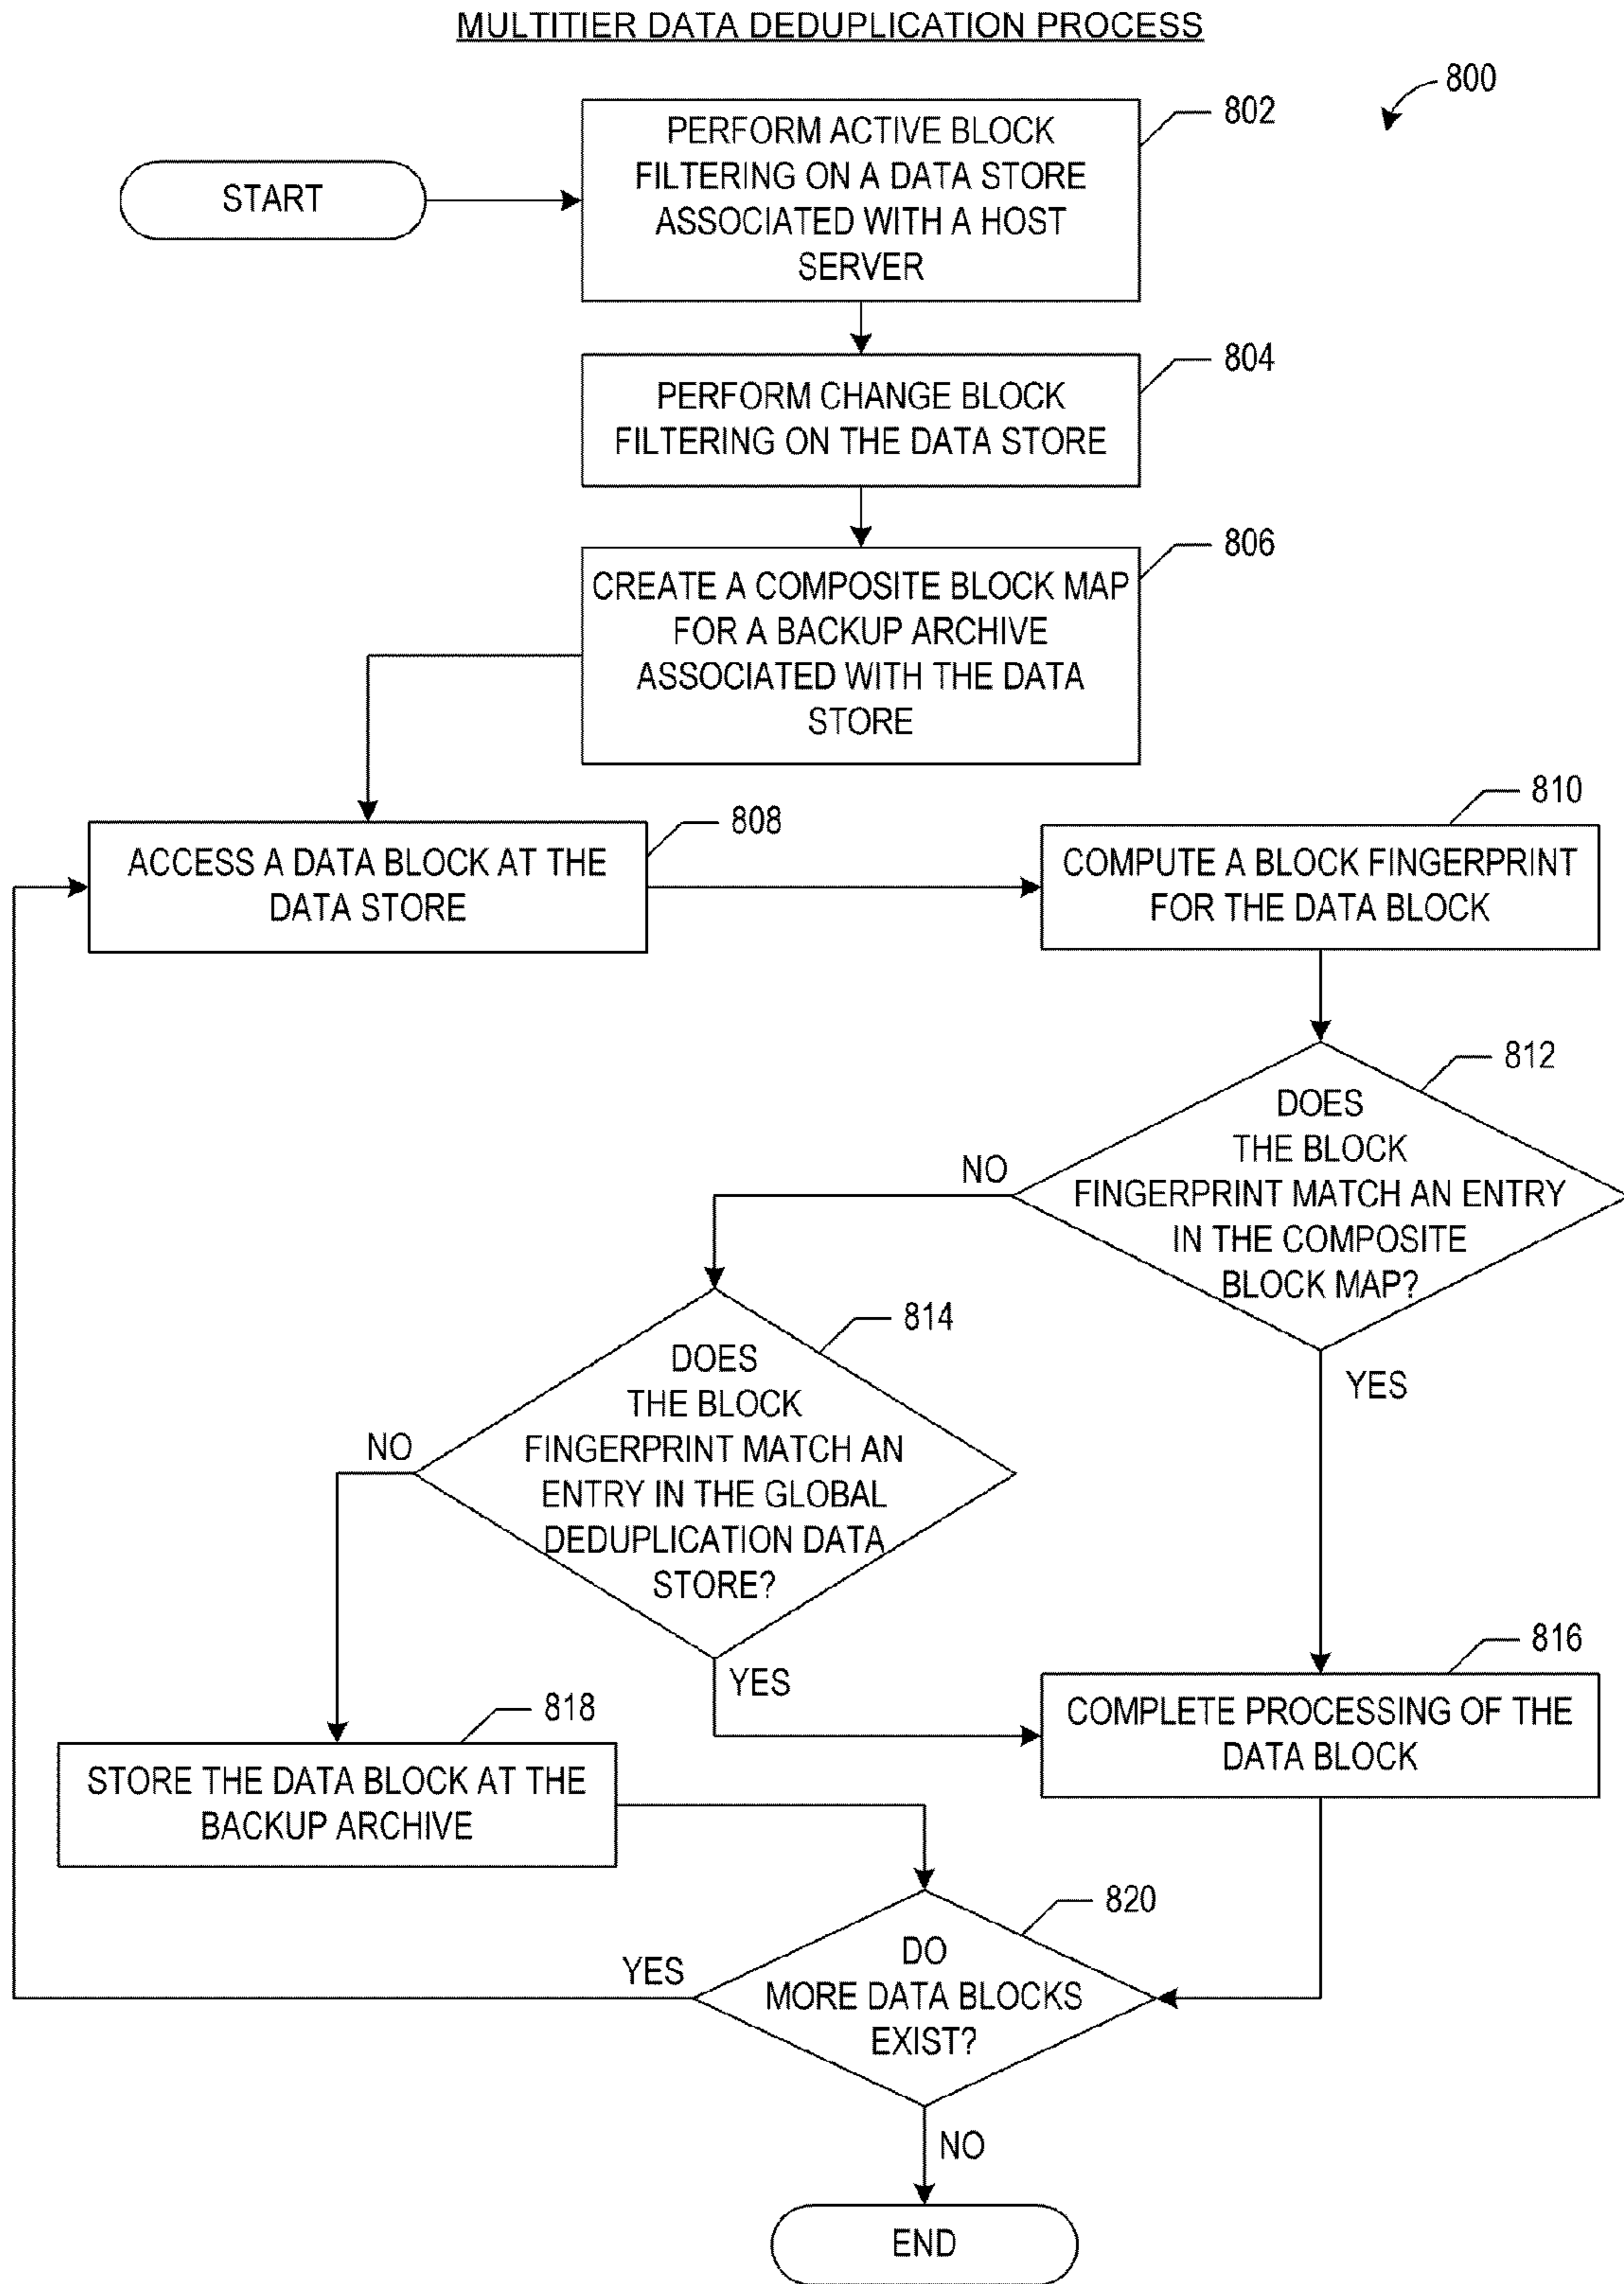 MULTITIER DATA DEDUPLICATION PROCESS
800
START
802
PERFORM ACTIVE BLOCK
FILTERING ON A DATA STORE
ASSOCIATED WITH A HOST
SERVER
804
PERFORM CHANGE BLOCK
FILTERING ON THE DATA STORE
806
CREATE A COMPOSITE BLOCK MAP
FOR A BACKUP ARCHIVE
ASSOCIATED WITH THE DATA
STORE
808
ACCESS A DATA BLOCK AT THE
DATA STORE
810
COMPUTE A BLOCK FINGERPRINT
FOR THE DATA BLOCK
812
DOES
THE BLOCK
FINGERPRINT MATCH AN ENTRY
IN THE COMPOSITE
BLOCK MAP?
NO
YES
814
DOES
THE BLOCK
FINGERPRINT MATCH AN
ENTRY IN THE GLOBAL
DEDUPLICATION DATA
STORE?
NO
YES
816
COMPLETE PROCESSING OF THE
DATA BLOCK
818
STORE THE DATA BLOCK AT THE
BACKUP ARCHIVE
820
DO
MORE DATA BLOCKS
EXIST?
YES
NO
END